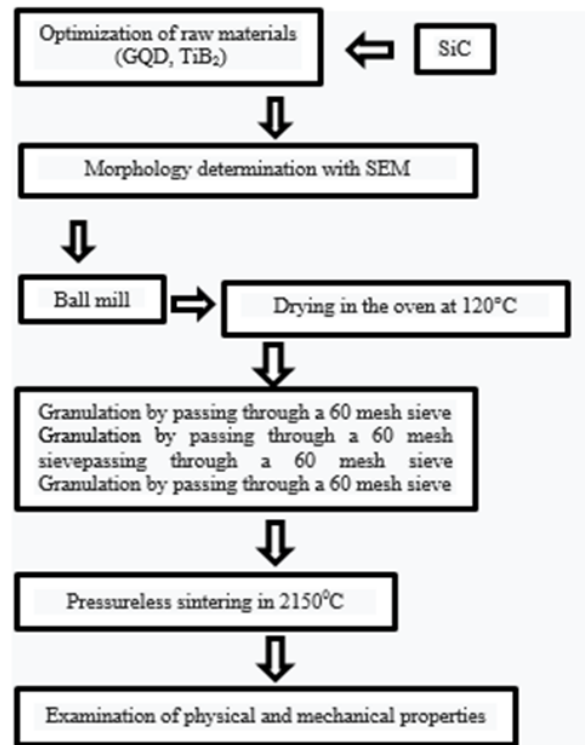 Optimization of raw materials
(GQD, TiB₂)
SiC
Morphology determination with SEM
Ball mill
Drying in the oven at 120°C
Granulation by passing through a 60 mesh sieve
Granulation by passing through a 60 mesh
sievepassing through a 60 mesh sieve
Granulation by passing through a 60 mesh sieve
Pressureless sintering in 2150⁰C
Examination of physical and mechanical properties